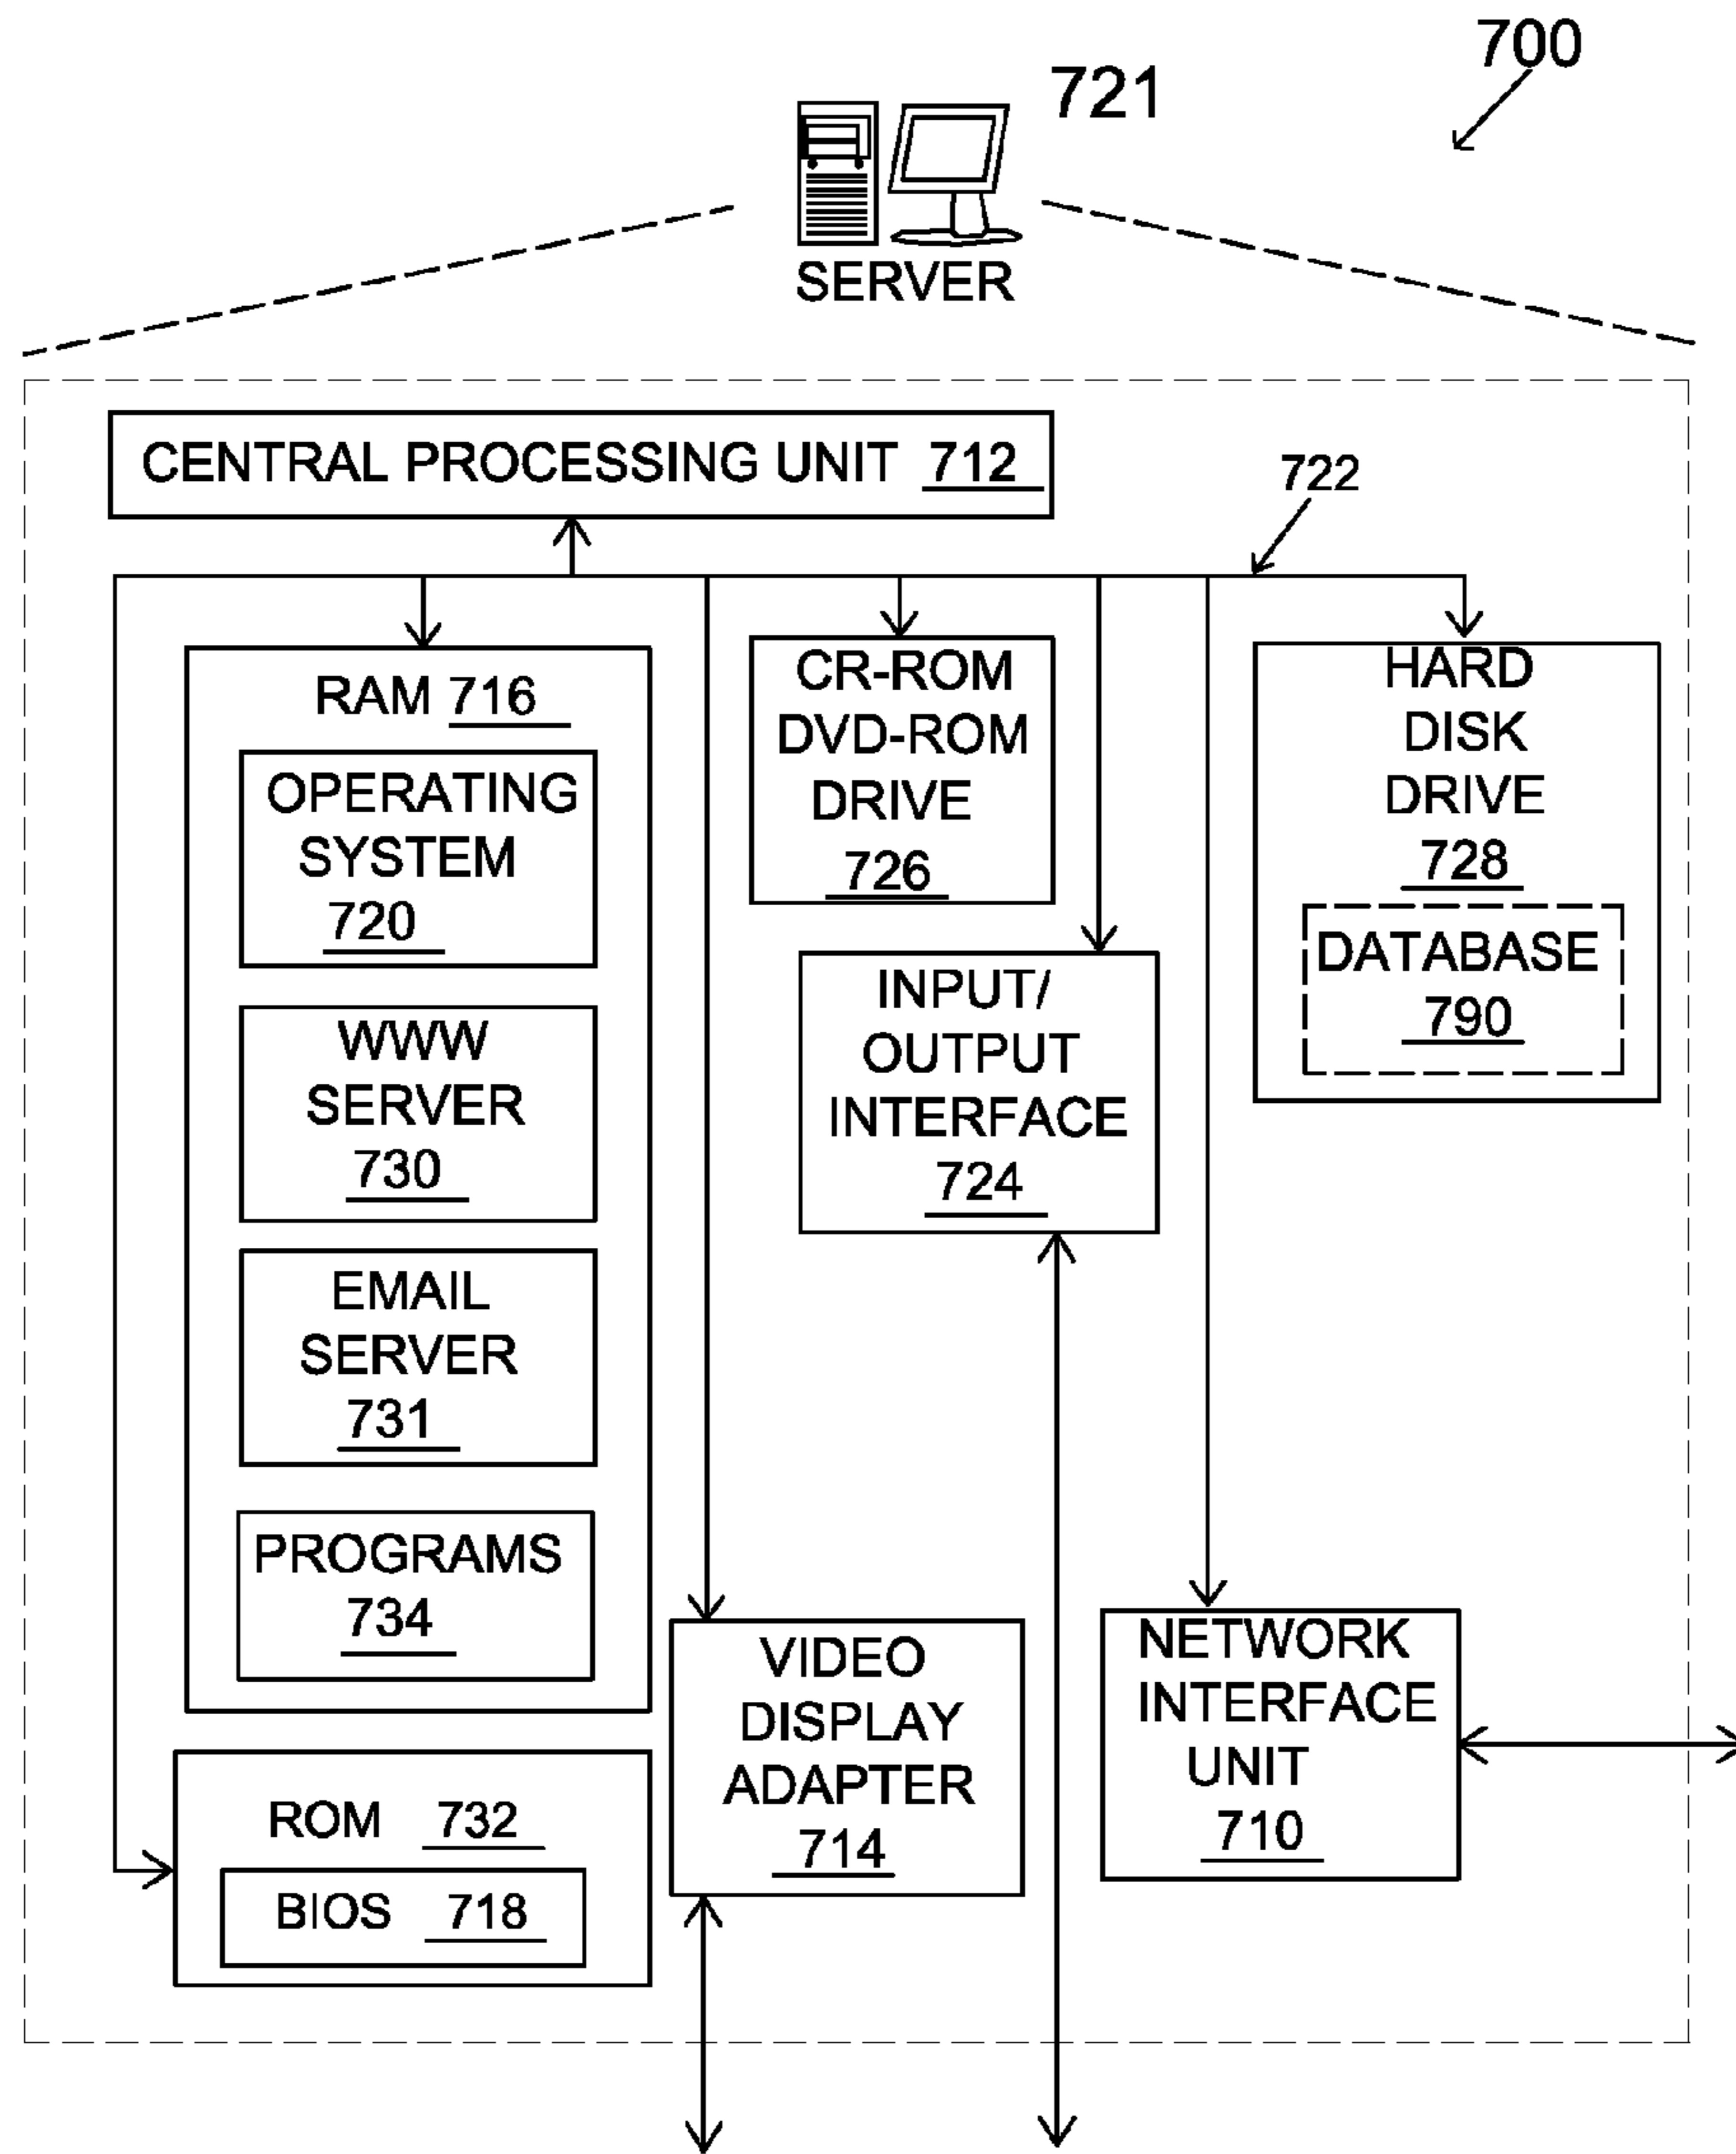 700
721
SERVER
CENTRAL PROCESSING UNIT 712
722
RAM 716
OPERATING
SYSTEM
720
WWW
SERVER
730
EMAIL
SERVER
731
PROGRAMS
734
ROM 732
BIOS 718
CR-ROM
DVD-ROM
DRIVE
726
INPUT/
OUTPUT
INTERFACE
724
HARD
DISK
DRIVE
728
DATABASE
790
VIDEO
DISPLAY
ADAPTER
714
NETWORK
INTERFACE
UNIT
710